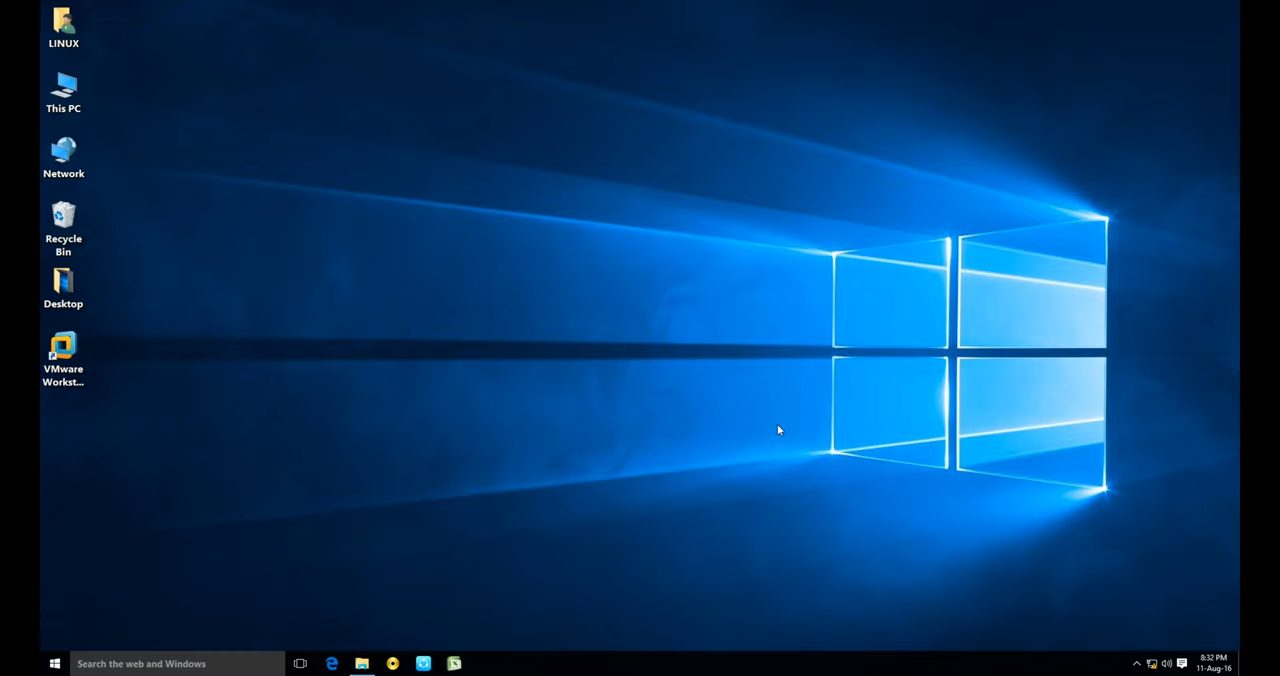 LINUX
This PC
Network
Recycle
Bin
Desktop
VMware
Workst...
Search the web and Windows
8:32 PM
11-Aug-16